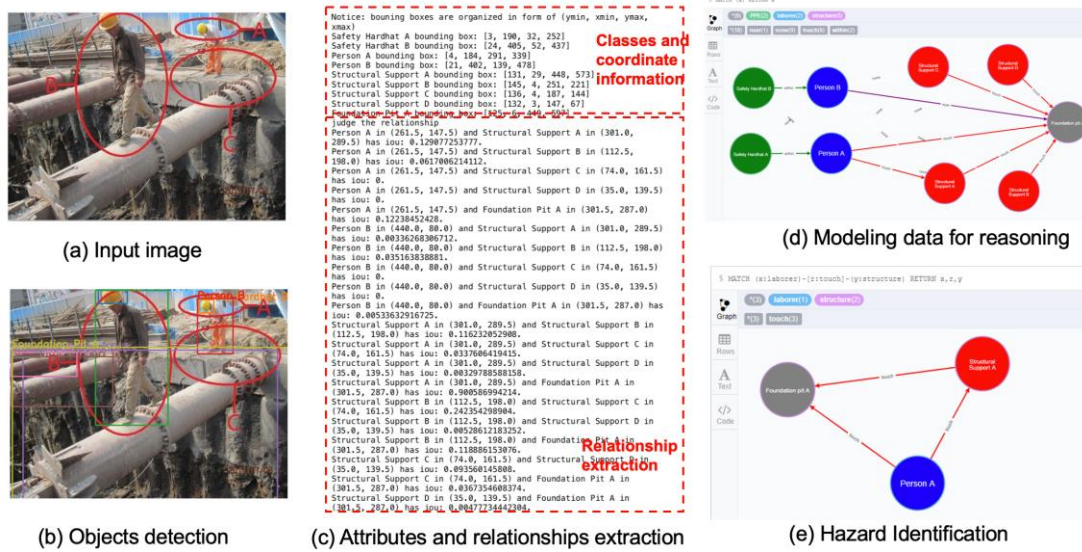 A
B
C
(a) Input image
Person B
A
Foundation Pit A
B
C
(b) Objects detection
Notice: bouning boxes are organized in form of (ymin, xmin, ymax,
xmax)
Safety Hardhat A bounding box: [3, 190, 32, 252]
Safety Hardhat B bounding box: [24, 405, 52, 437]
Person A bounding box: [4, 184, 291, 339]
Person B bounding box: [21, 402, 139, 478]
Structural Support A bounding box: [131, 29, 448, 573]
Structural Support B bounding box: [145, 4, 251, 221]
Structural Support C bounding box: [136, 4, 187, 144]
Structural Support D bounding box: [132, 3, 147, 67]
Classes and
coordinate
information
judge the relationship
Person A in (261.5, 147.5) and Structural Support A in (301.0,
289.5) has iou: 0.129077253777.
Person A in (261.5, 147.5) and Structural Support B in (112.5,
198.0) has iou: 0.0617006214112.
Person A in (261.5, 147.5) and Structural Support C in (74.0, 161.5)
has iou: 0.
Person A in (261.5, 147.5) and Structural Support D in (35.0, 139.5)
has iou: 0.
Person A in (261.5, 147.5) and Foundation Pit A in (301.5, 287.0)
has iou: 0.12238452428.
Person B in (440.0, 80.0) and Structural Support A in (301.0, 289.5)
has iou: 0.00336268306712.
Person B in (440.0, 80.0) and Structural Support B in (112.5, 198.0)
has iou: 0.035163838881.
Person B in (440.0, 80.0) and Structural Support C in (74.0, 161.5)
has iou: 0.
Person B in (440.0, 80.0) and Structural Support D in (35.0, 139.5)
has iou: 0.
Person B in (440.0, 80.0) and Foundation Pit A in (301.5, 287.0) has
iou: 0.00533632916725.
Structural Support A in (301.0, 289.5) and Structural Support B in
(112.5, 198.0) has iou: 0.116232052908.
Structural Support A in (301.0, 289.5) and Structural Support C in
(74.0, 161.5) has iou: 0.0337606419415.
Structural Support A in (301.0, 289.5) and Structural Support D in
(35.0, 139.5) has iou: 0.00329788588158.
Structural Support A in (301.0, 289.5) and Foundation Pit A in
(301.5, 287.0) has iou: 0.900586994214.
Structural Support B in (112.5, 198.0) and Structural Support C in
(74.0, 161.5) has iou: 0.242354298904.
Structural Support B in (112.5, 198.0) and Structural Support D in
(35.0, 139.5) has iou: 0.00528612183252.
Structural Support B in (112.5, 198.0) and Foundation Pit A in
(301.5, 287.0) has iou: 0.118886153076.
Structural Support C in (74.0, 161.5) and Structural Support D in
(35.0, 139.5) has iou: 0.093560145808.
Structural Support C in (74.0, 161.5) and Foundation Pit A in
(301.5, 287.0) has iou: 0.0367354608374.
Structural Support D in (35.0, 139.5) and Foundation Pit A in
(301.5, 287.0) has iou: 0.00477734442304.
Relationship
extraction
(c) Attributes and relationships extraction
Graph
Rows
Text
Code
Safety Hardhat B
Person B
Structural Support C
Structural Support D
Foundation pit A
Safety Hardhat A
Person A
Structural Support A
Structural Support B
(d) Modeling data for reasoning
$ MATCH (x:laborer)-[r:touch]-(y:structure) RETURN x,r,y
*(3) laborer(1) structure(2)
*(3) touch(3)
Graph
Rows
Text
Code
Foundation pit A
touch
Structural Support A
touch
touch
Person A
(e) Hazard Identification